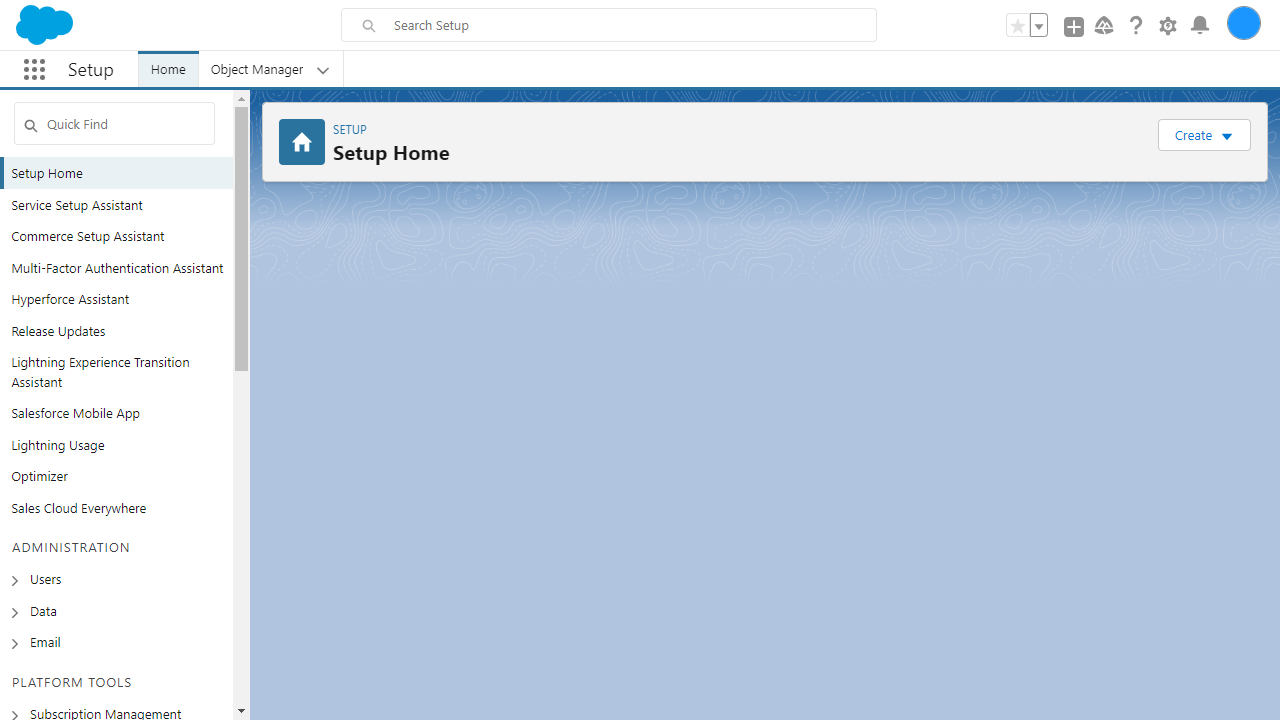 Search Setup
Setup
Home
Object Manager
Quick Find
Setup Home
Service Setup Assistant
Commerce Setup Assistant
Multi-Factor Authentication Assistant
Hyperforce Assistant
Release Updates
Lightning Experience Transition
Assistant
Salesforce Mobile App
Lightning Usage
Optimizer
Sales Cloud Everywhere
ADMINISTRATION
Users
Data
Email
PLATFORM TOOLS
Subscription Management
SETUP
Setup Home
Create